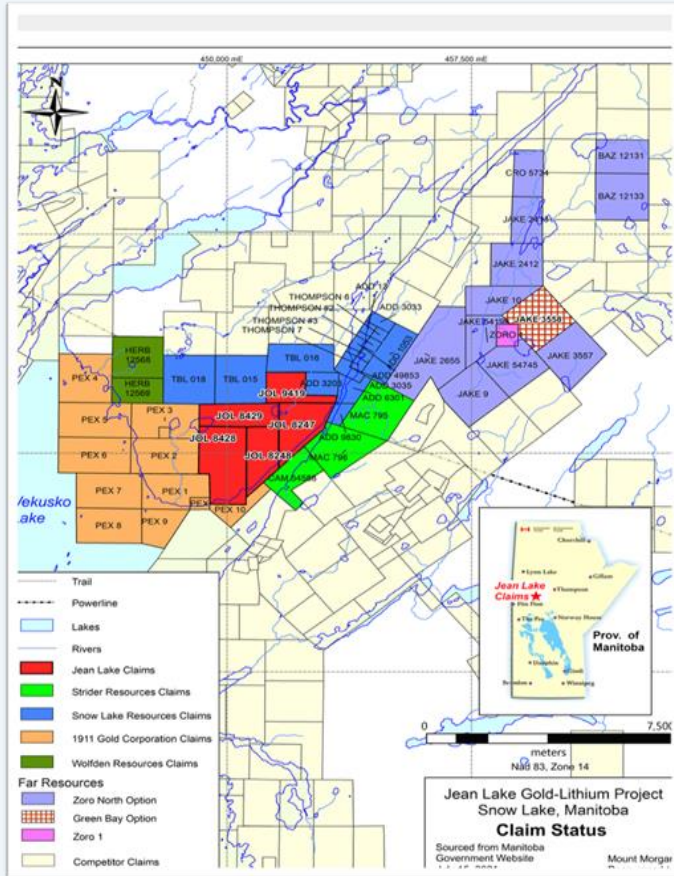 450,000 mE
457,500 mE
N
BAZ 12131
CRO 5734
BAZ 12133
JAKE 2412
ADD 13
THOMPSON 6
THOMPSON #2
THOMPSON #3
THOMPSON 7
ADD 3033
JAKE 10
JAKE 3558
ZORO 1
HERB
12568
HERB
12569
TBL 016
TBL 018
TBL 015
JAKE 2655
JAKE 54745
JAKE 3557
JAKE 9
ADD 49853
ADD 3035
ADD 6301
PEX 4
PEX 3
JOL 9419
JOL 8429
JOL 8247
MAC 795
PEX 5
JOL 8428
ADD 9830
PEX 6
PEX 2
JOL 8248
MAC 796
PEX 7
PEX 1
PEX 10
PEX 8
PEX 9
Vekusko
Lake
Trail
Powerline
Lakes
Rivers
Jean Lake Claims
Strider Resources Claims
Snow Lake Resources Claims
1911 Gold Corporation Claims
Wolfden Resources Claims
Far Resources
Zoro North Option
Green Bay Option
Zoro 1
Competitor Claims
Churchill
Lynn Lake
Gillam
Thompson
Jean Lake
Claims
Flin Flon
The Pas
Norway House
Prov. of
Manitoba
Dauphin
Gimli
Brandon
Winnipeg
0
7,500
meters
Nad 83, Zone 14
Jean Lake Gold-Lithium Project
Snow Lake, Manitoba
Claim Status
Sourced from Manitoba
Government Website
Mount Morgan